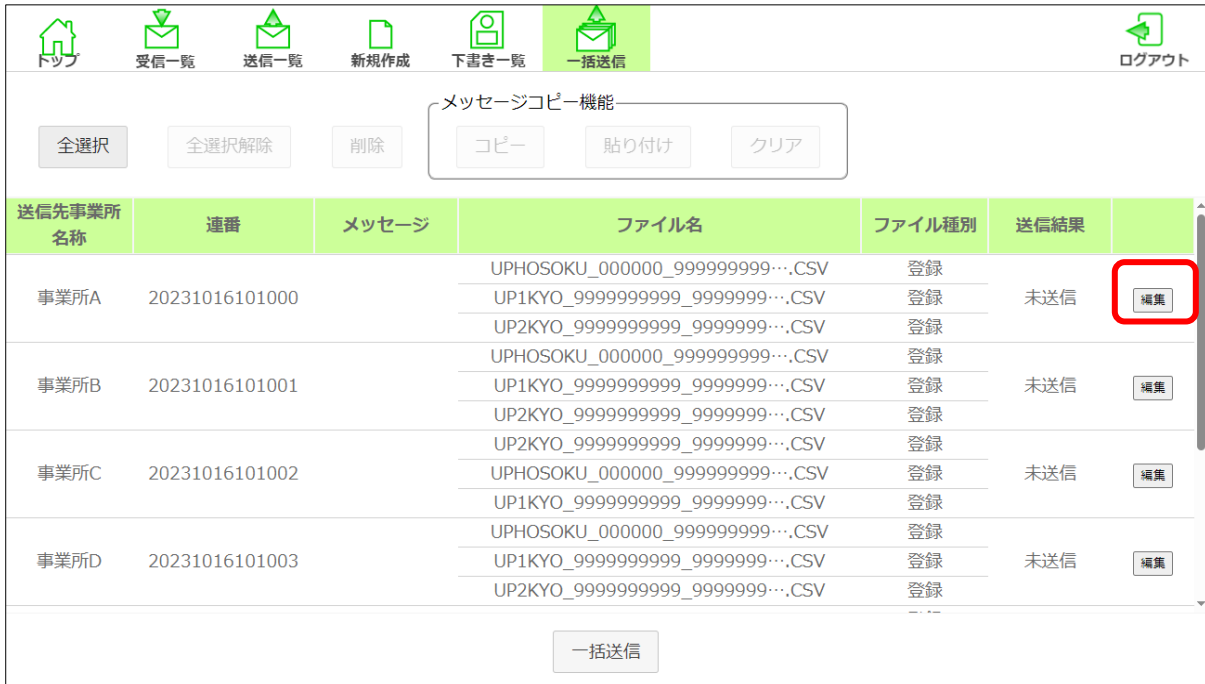 トップ 受信一覧 送信一覧 新規作成 下書き一覧 一括送信 ログアウト
メッセージコピー機能
全選択 全選択解除 削除 コピー 貼り付け クリア
送信先事業所名称 連番 メッセージ ファイル名 ファイル種別 送信結果
UPHOSOKU_000000_999999999….CSV 登録
事業所A 20231016101000 UP1KYO_9999999999_9999999….CSV 登録 未送信 編集
UP2KYO_9999999999_9999999….CSV 登録
UPHOSOKU_000000_999999999….CSV 登録
事業所B 20231016101001 UP1KYO_9999999999_9999999….CSV 登録 未送信 編集
UP2KYO_9999999999_9999999….CSV 登録
UP2KYO_9999999999_9999999….CSV 登録
事業所C 20231016101002 UPHOSOKU_000000_999999999….CSV 登録 未送信 編集
UP1KYO_9999999999_9999999….CSV 登録
UPHOSOKU_000000_999999999….CSV 登録
事業所D 20231016101003 UP1KYO_9999999999_9999999….CSV 登録 未送信 編集
UP2KYO_9999999999_9999999….CSV 登録
一括送信